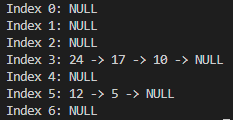 Index 0: NULL
Index 1: NULL
Index 2: NULL
Index 3: 24 -> 17 -> 10 -> NULL
Index 4: NULL
Index 5: 12 -> 5 -> NULL
Index 6: NULL